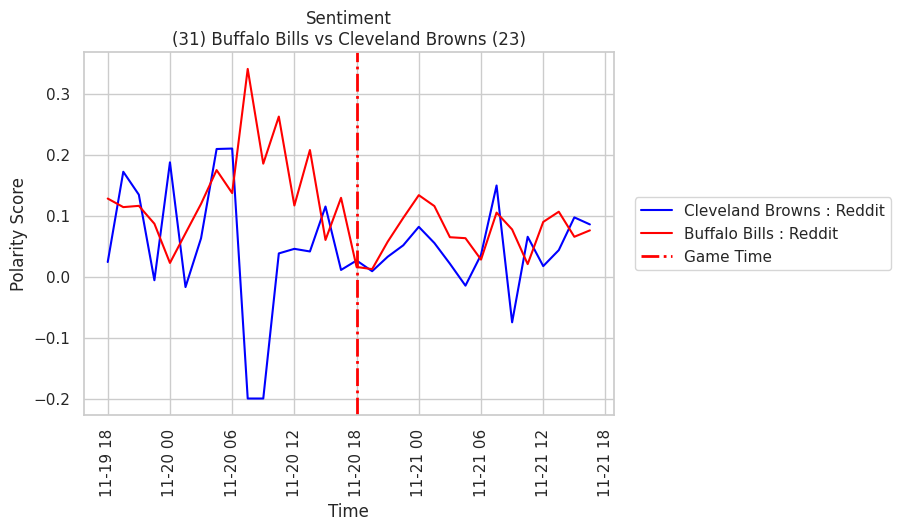 Sentiment
(31) Buffalo Bills vs Cleveland Browns (23)
Polarity Score
0.3
0.2
0.1
0.0
−0.1
−0.2
11-19 18
11-20 00
11-20 06
11-20 12
11-20 18
11-21 00
11-21 06
11-21 12
11-21 18
Time
Cleveland Browns : Reddit
Buffalo Bills : Reddit
Game Time